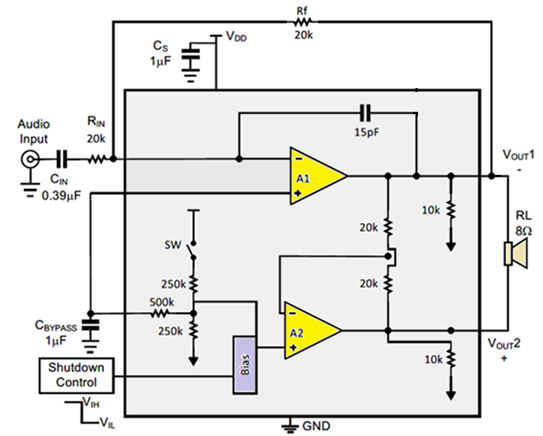 Rf
20k
VDD
CS
1µF
RIN
20k
15pF
Audio
Input
CIN
0.39µF
A1
VOUT1
-
20k
10k
RL
8Ω
SW
250k
20k
500k
250k
CBYPASS
1µF
A2
VOUT2
+
Bias
10k
Shutdown
Control
VIH
VIL
GND